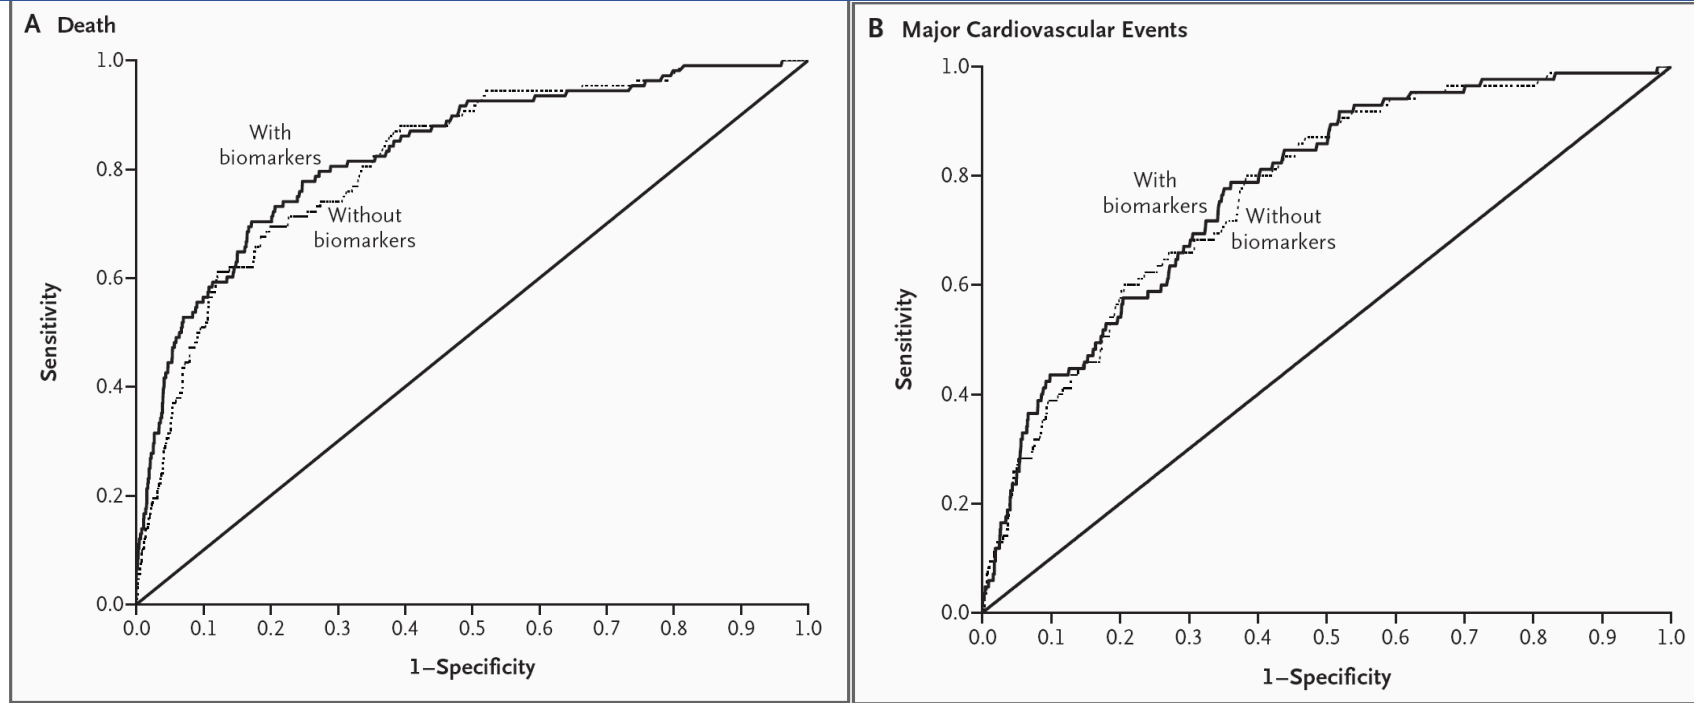 A Death
1.0
0.8
0.6
0.4
0.2
0.0
Sensitivity
With
biomarkers
Without
biomarkers
0.0 0.1 0.2 0.3 0.4 0.5 0.6 0.7 0.8 0.9 1.0
1–Specificity
B Major Cardiovascular Events
1.0
0.8
0.6
0.4
0.2
0.0
Sensitivity
With
biomarkers
Without
biomarkers
0.0 0.1 0.2 0.3 0.4 0.5 0.6 0.7 0.8 0.9 1.0
1–Specificity